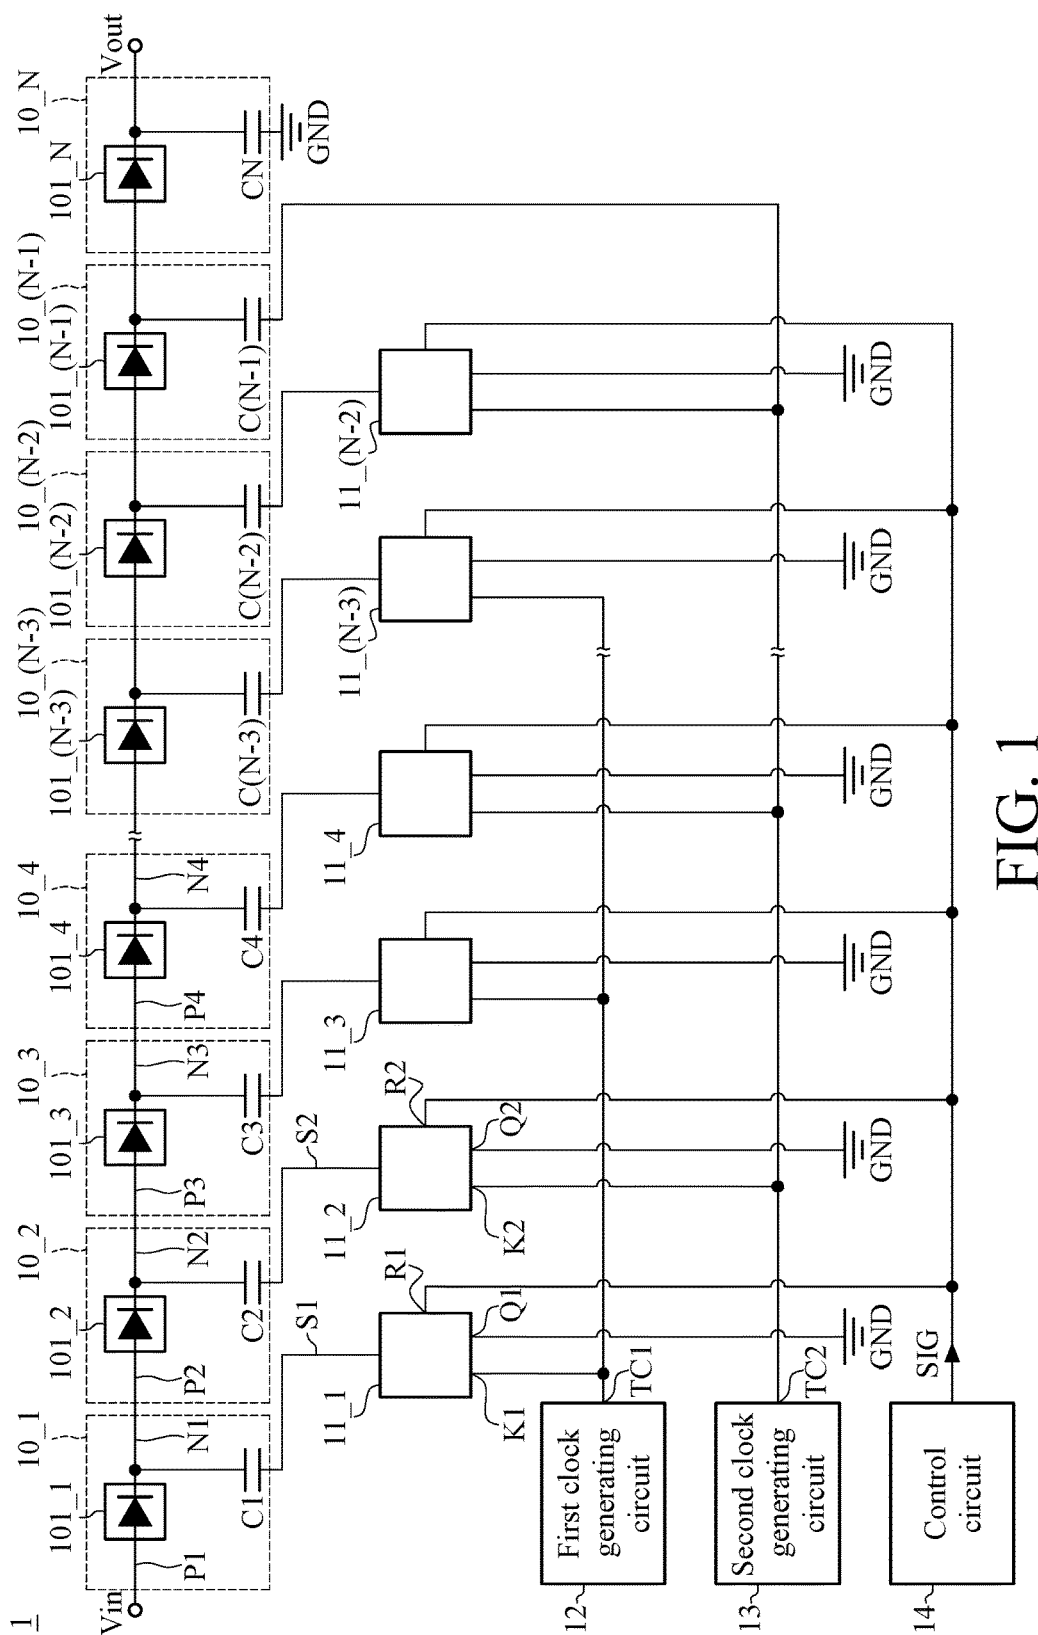 1
10_1
10_2
10_3
10_4
10_(N-3)
10_(N-2)
10_(N-1)
10_N
101_1
101_2
101_3
101_4
101_(N-3)
101_(N-2)
101_(N-1)
101_N
Vin
Vout
P1
N1
P2
N2
P3
N3
P4
N4
C1
C2
C3
C4
C(N-3)
C(N-2)
C(N-1)
CN
GND
S1
S2
11_1
R1
11_2
R2
11_3
11_4
11_(N-3)
11_(N-2)
K1
Q1
K2
Q2
First clock
generating
circuit
12
TC1
Second clock
generating
circuit
13
TC2
GND
GND
GND
GND
GND
GND
Control
circuit
14
SIG
FIG. 1